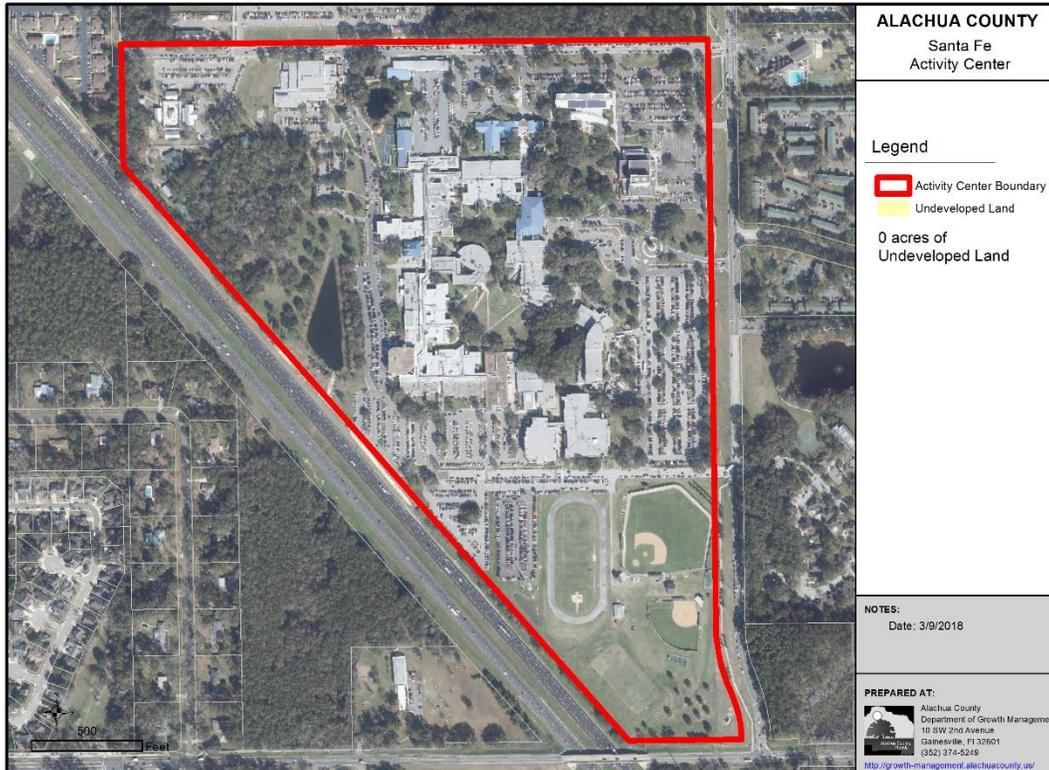 ALACHUA COUNTY
Santa Fe
Activity Center
Legend
Activity Center Boundary
Undeveloped Land
0 acres of
Undeveloped Land
500
Feet
NOTES:
Date: 3/9/2018
PREPARED AT:
Alachua County
Department of Growth Manageme
10 SW 2nd Avenue
Gainesville, Fl 32601
(352) 374-5249
http://growth-management.alachuacounty.us/